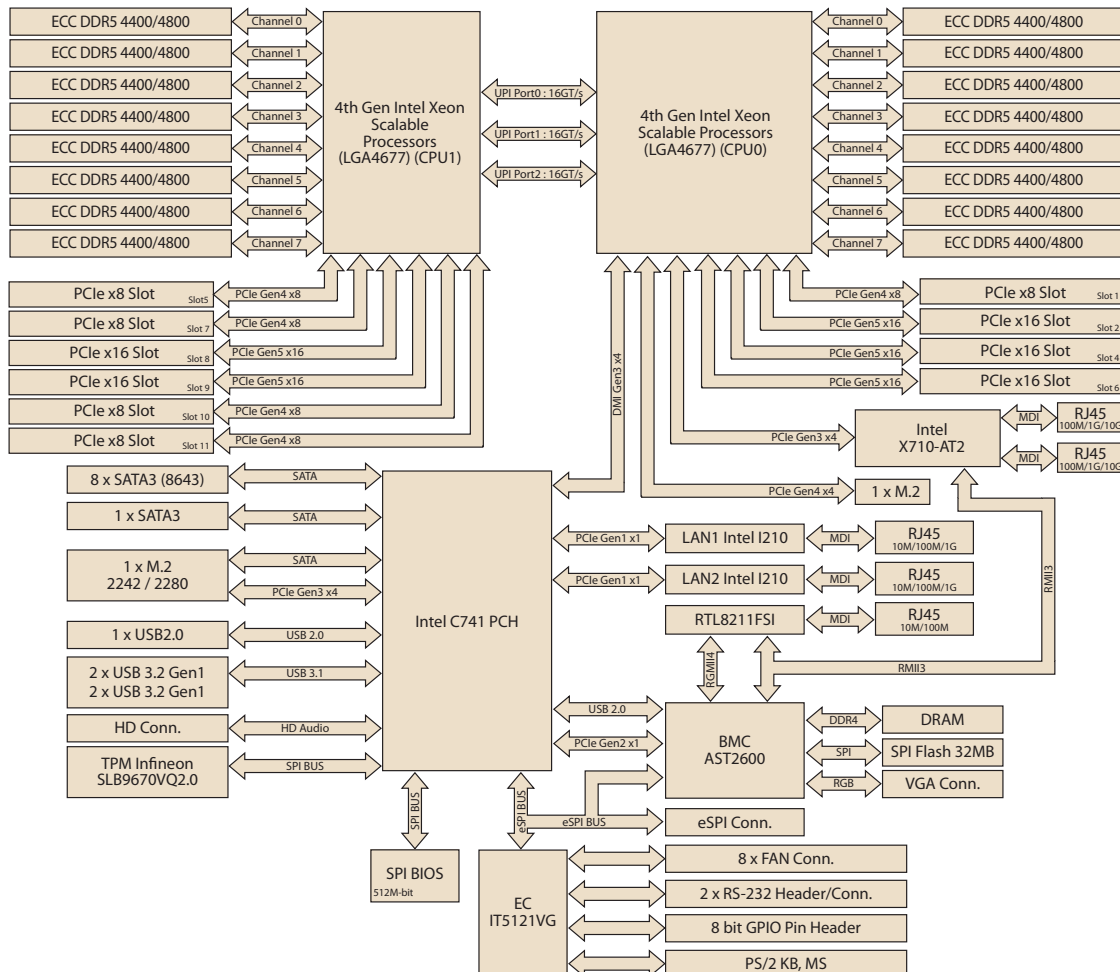 ECC DDR5 4400/4800
Channel 0
ECC DDR5 4400/4800
Channel 1
ECC DDR5 4400/4800
Channel 2
ECC DDR5 4400/4800
Channel 3
ECC DDR5 4400/4800
Channel 4
ECC DDR5 4400/4800
Channel 5
ECC DDR5 4400/4800
Channel 6
ECC DDR5 4400/4800
Channel 7
4th Gen Intel Xeon
Scalable
Processors
(LGA4677) (CPU1)
UPI Port0 : 16GT/s
UPI Port1 : 16GT/s
UPI Port2 : 16GT/s
4th Gen Intel Xeon
Scalable Processors
(LGA4677) (CPU0)
Channel 0
ECC DDR5 4400/4800
Channel 1
ECC DDR5 4400/4800
Channel 2
ECC DDR5 4400/4800
Channel 3
ECC DDR5 4400/4800
Channel 4
ECC DDR5 4400/4800
Channel 5
ECC DDR5 4400/4800
Channel 6
ECC DDR5 4400/4800
Channel 7
ECC DDR5 4400/4800
PCIe x8 Slot Slot5
PCIe Gen4 x8
PCIe x8 Slot Slot 7
PCIe Gen4 x8
PCIe x16 Slot Slot 8
PCIe Gen5 x16
PCIe x16 Slot Slot 9
PCIe Gen5 x16
PCIe x8 Slot Slot 10
PCIe Gen4 x8
PCIe x8 Slot Slot 11
PCIe Gen4 x8
DMI Gen3 x4
PCIe Gen4 x8
PCIe x8 Slot Slot 1
PCIe Gen5 x16
PCIe x16 Slot Slot 2
PCIe Gen5 x16
PCIe x16 Slot Slot 4
PCIe Gen5 x16
PCIe x16 Slot Slot 6
PCIe Gen3 x4
Intel
X710-AT2
MDI
RJ45
100M/1G/10G
MDI
RJ45
100M/1G/10G
PCIe Gen4 x4
1 x M.2
8 x SATA3 (8643)
SATA
1 x SATA3
SATA
1 x M.2
2242 / 2280
SATA
PCIe Gen3 x4
1 x USB2.0
USB 2.0
2 x USB 3.2 Gen1
2 x USB 3.2 Gen1
USB 3.1
HD Conn.
HD Audio
TPM Infineon
SLB9670VQ2.0
SPI BUS
Intel C741 PCH
PCIe Gen1 x1
LAN1 Intel I210
MDI
RJ45
10M/100M/1G
PCIe Gen1 x1
LAN2 Intel I210
MDI
RJ45
10M/100M/1G
RTL8211FSI
MDI
RJ45
10M/100M
RGMII4
RMII3
RMII3
USB 2.0
PCIe Gen2 x1
BMC
AST2600
DDR4
DRAM
SPI
SPI Flash 32MB
RGB
VGA Conn.
SPI BUS
eSPI BUS
eSPI BUS
eSPI Conn.
SPI BIOS
512M-bit
EC
IT5121VG
8 x FAN Conn.
2 x RS-232 Header/Conn.
8 bit GPIO Pin Header
PS/2 KB, MS